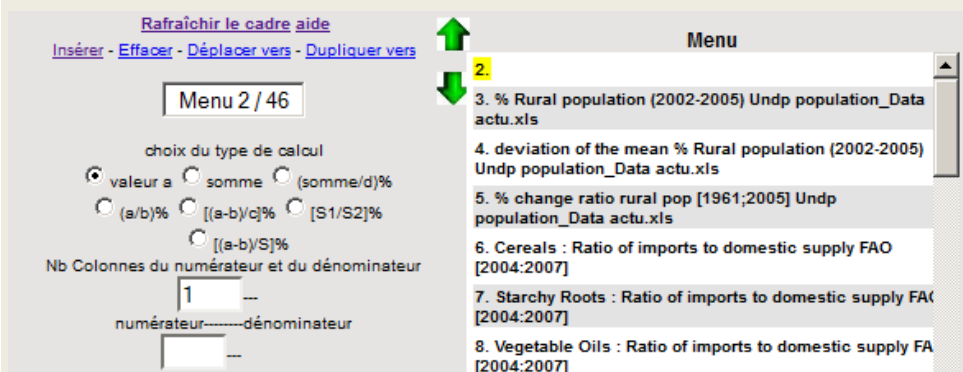 Rafraîchir le cadre aide
Insérer - Effacer - Déplacer vers - Dupliquer vers
Menu 2 / 46
choix du type de calcul
valeur a somme (somme/d)%
(a/b)% [(a-b)/c]% [S1/S2]%
[(a-b)/S]%
Nb Colonnes du numérateur et du dénominateur
1 ---
numérateur--------dénominateur
---
Menu
2.
3. % Rural population (2002-2005) Undp population_Data
actu.xls
4. deviation of the mean % Rural population (2002-2005)
Undp population_Data actu.xls
5. % change ratio rural pop [1961;2005] Undp
population_Data actu.xls
6. Cereals : Ratio of imports to domestic supply FAO
[2004:2007]
7. Starchy Roots : Ratio of imports to domestic supply FAO
[2004:2007]
8. Vegetable Oils : Ratio of imports to domestic supply FA
[2004:2007]